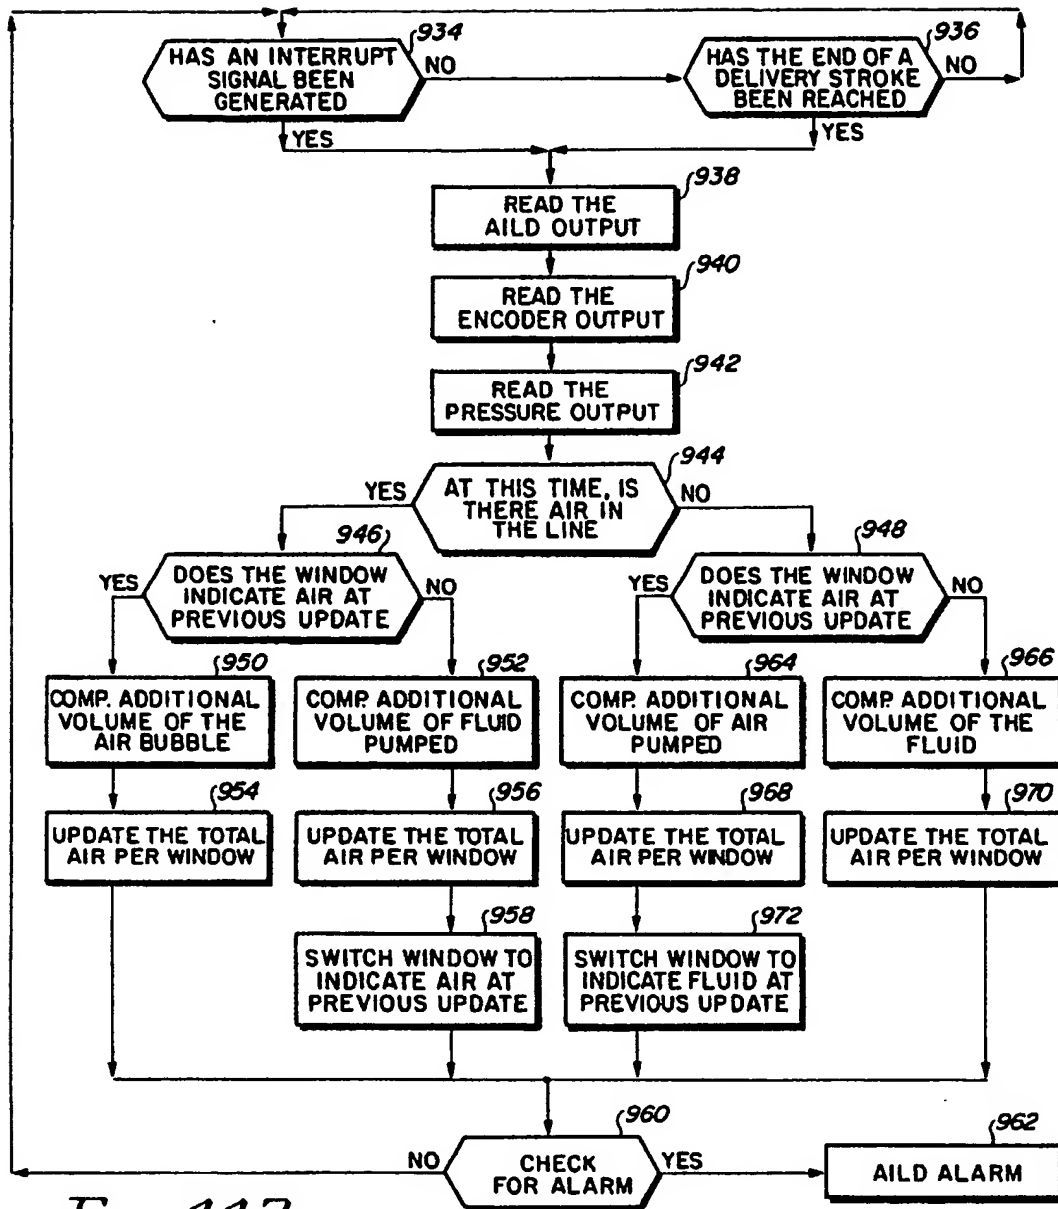 934
HAS AN INTERRUPT
SIGNAL BEEN
GENERATED
NO
YES
936
HAS THE END OF A
DELIVERY STROKE
BEEN REACHED
NO
YES
938
READ THE
AILD OUTPUT
940
READ THE
ENCODER OUTPUT
942
READ THE
PRESSURE OUTPUT
944
AT THIS TIME, IS
THERE AIR IN
THE LINE
YES
NO
946
DOES THE WINDOW
INDICATE AIR AT
PREVIOUS UPDATE
YES
NO
948
DOES THE WINDOW
INDICATE AIR AT
PREVIOUS UPDATE
YES
NO
950
COMP. ADDITIONAL
VOLUME OF THE
AIR BUBBLE
952
COMP. ADDITIONAL
VOLUME OF FLUID
PUMPED
964
COMP. ADDITIONAL
VOLUME OF AIR
PUMPED
966
COMP. ADDITIONAL
VOLUME OF THE
FLUID
954
UPDATE THE TOTAL
AIR PER WINDOW
956
UPDATE THE TOTAL
AIR PER WINDOW
968
UPDATE THE TOTAL
AIR PER WINDOW
970
UPDATE THE TOTAL
AIR PER WINDOW
958
SWITCH WINDOW TO
INDICATE AIR AT
PREVIOUS UPDATE
972
SWITCH WINDOW TO
INDICATE FLUID AT
PREVIOUS UPDATE
960
CHECK
FOR ALARM
NO
YES
962
AILD ALARM